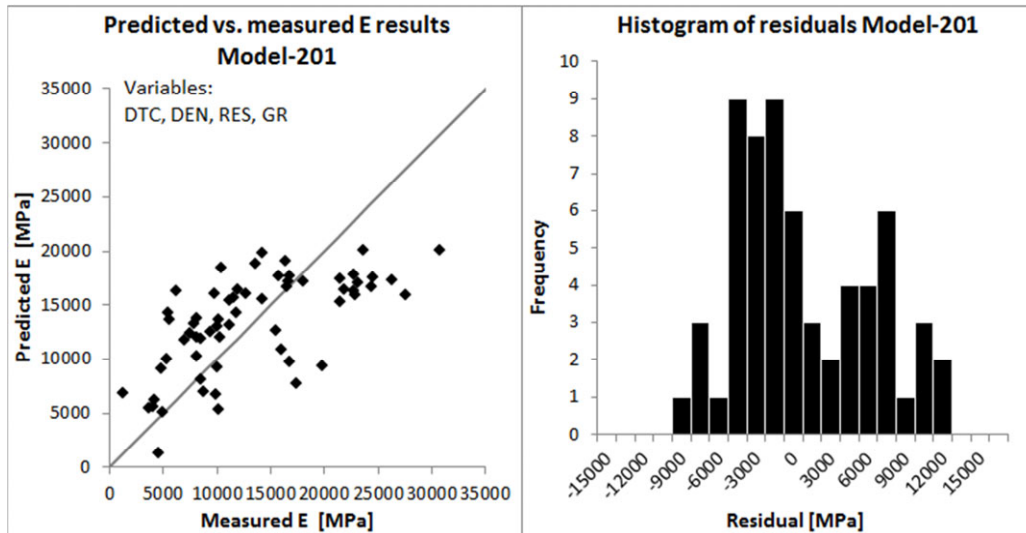 Predicted vs. measured E results
Model-201
Variables:
DTC, DEN, RES, GR
35000
30000
25000
20000
15000
10000
5000
0
Predicted E [MPa]
0 5000 10000 15000 20000 25000 30000 35000
Measured E [MPa]
Histogram of residuals Model-201
10
9
8
7
6
5
4
3
2
1
0
Frequency
-15000 -12000 -9000 -6000 -3000 0 3000 6000 9000 12000 15000
Residual [MPa]